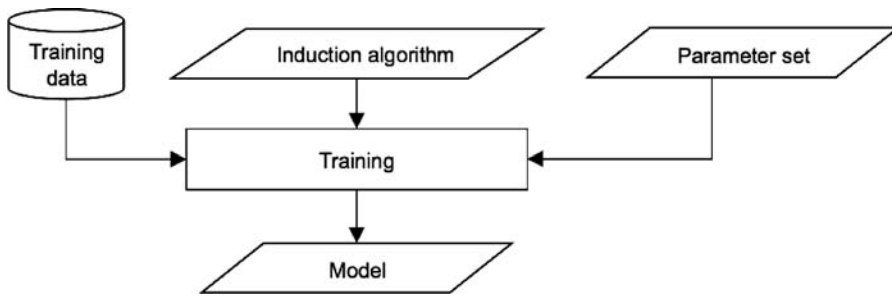 Training
data
Induction algorithm
Parameter set
Training
Model